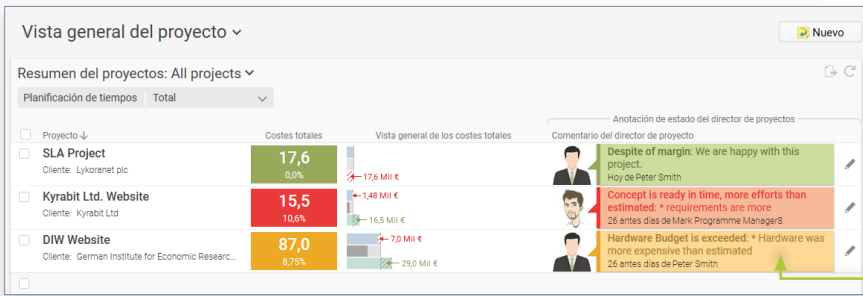 Vista general del proyecto
Nuevo
Resumen del proyectos: All projects
Planificación de tiempos Total
Anotación de estado del director de proyectos
Proyecto Costes totales Vista general de los costes totales Comentario del director de proyecto
SLA Project
Cliente: Lykoranet plc
17,6
0,0%
17,6 Mil €
Despite of margin: We are happy with this
project.
Hoy de Peter Smith
Kyrabit Ltd. Website
Cliente: Kyrabit Ltd
15,5
10,6%
1,48 Mil €
16,5 Mil €
Concept is ready in time, more efforts than
estimated: * requirements are more
26 antes días de Mark Programme Manager8
DIW Website
Cliente: German Institute for Economic Researc...
87,0
8,75%
7,0 Mil €
29,0 Mil €
Hardware Budget is exceeded: * Hardware was
more expensive than estimated
26 antes días de Peter Smith